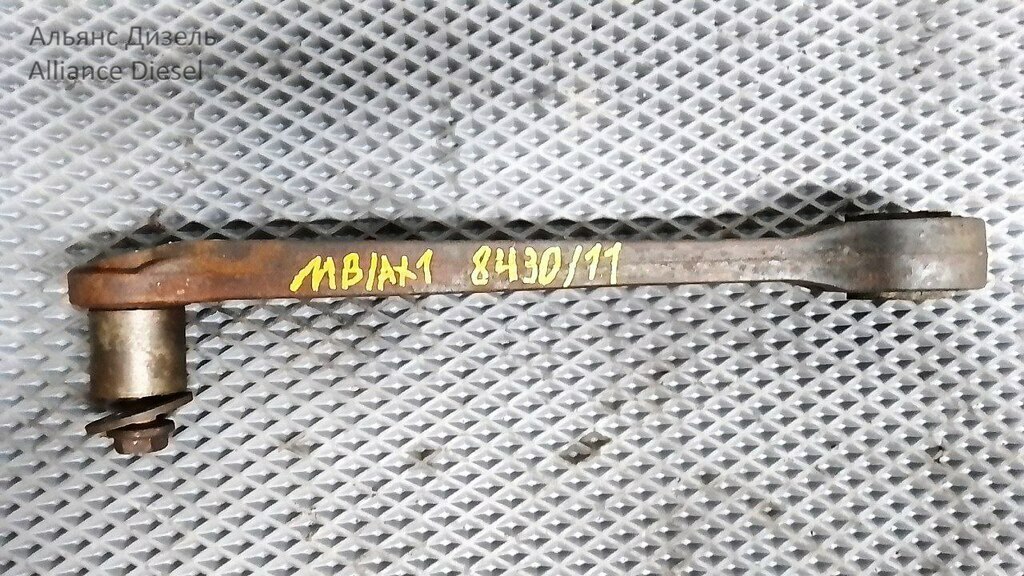 Альянс Дизель
Alliance Diesel
MB/AX1 8430/11